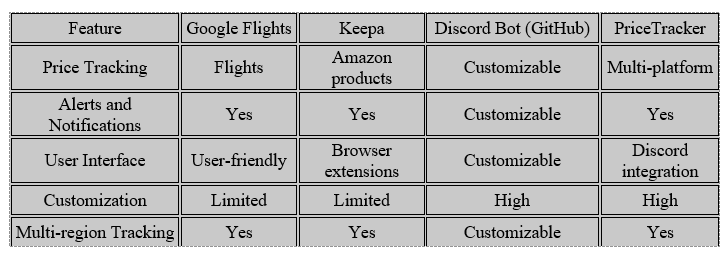 Feature Google Flights Keepa Discord Bot (GitHub) PriceTracker
Price Tracking Flights Amazon products Customizable Multi-platform
Alerts and Notifications Yes Yes Customizable Yes
User Interface User-friendly Browser extensions Customizable Discord integration
Customization Limited Limited High High
Multi-region Tracking Yes Yes Customizable Yes